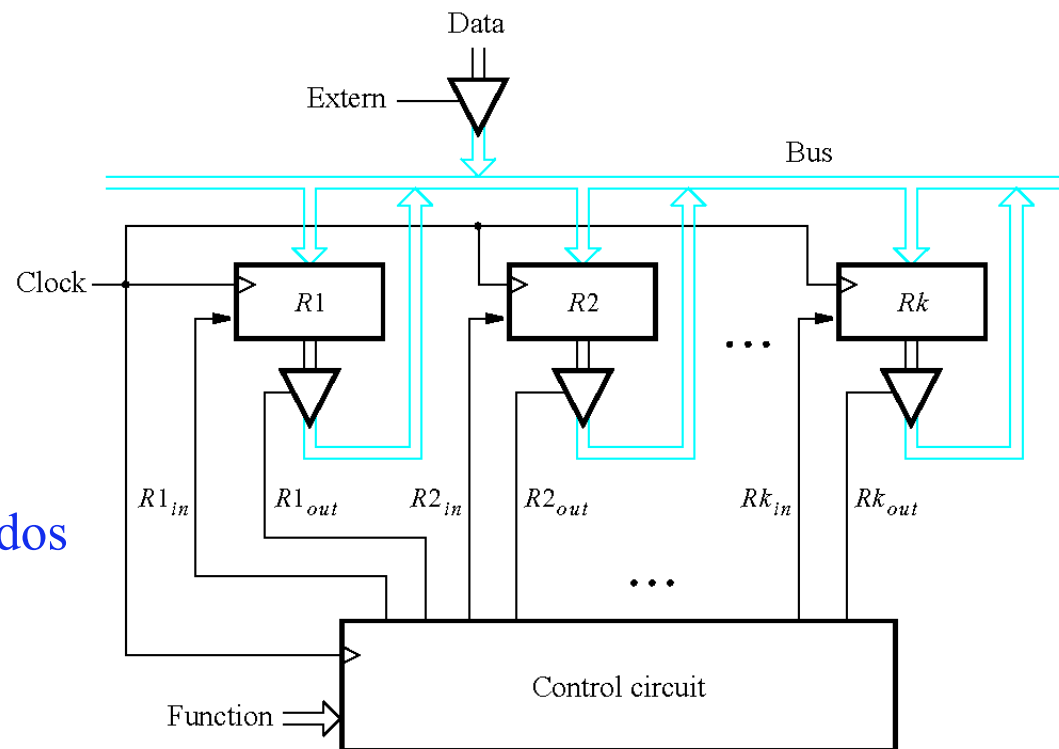 Data
Extern
Bus
Clock
R1 R2 Rk
...
R1in R1out R2in R2out Rkin Rkout
dos
...
Control circuit
Function